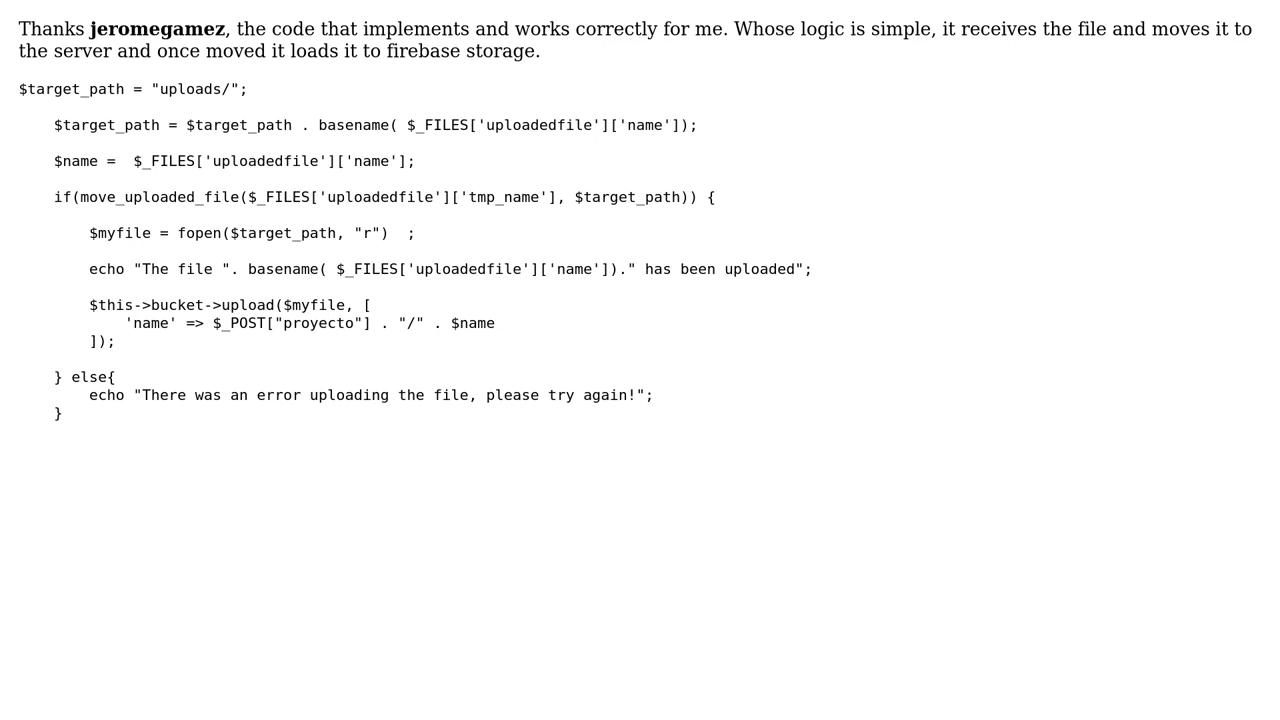 Thanks jeromegamez, the code that implements and works correctly for me. Whose logic is simple, it receives the file and moves it to
the server and once moved it loads it to firebase storage.
$target_path = "uploads/";
    $target_path = $target_path . basename( $_FILES['uploadedfile']['name']);
    $name =  $_FILES['uploadedfile']['name'];
    if(move_uploaded_file($_FILES['uploadedfile']['tmp_name'], $target_path)) {
        $myfile = fopen($target_path, "r")  ;
        echo "The file ". basename( $_FILES['uploadedfile']['name'])." has been uploaded";
        $this->bucket->upload($myfile, [
            'name' => $_POST["proyecto"] . "/" . $name
        ]);
    } else{
        echo "There was an error uploading the file, please try again!";
    }